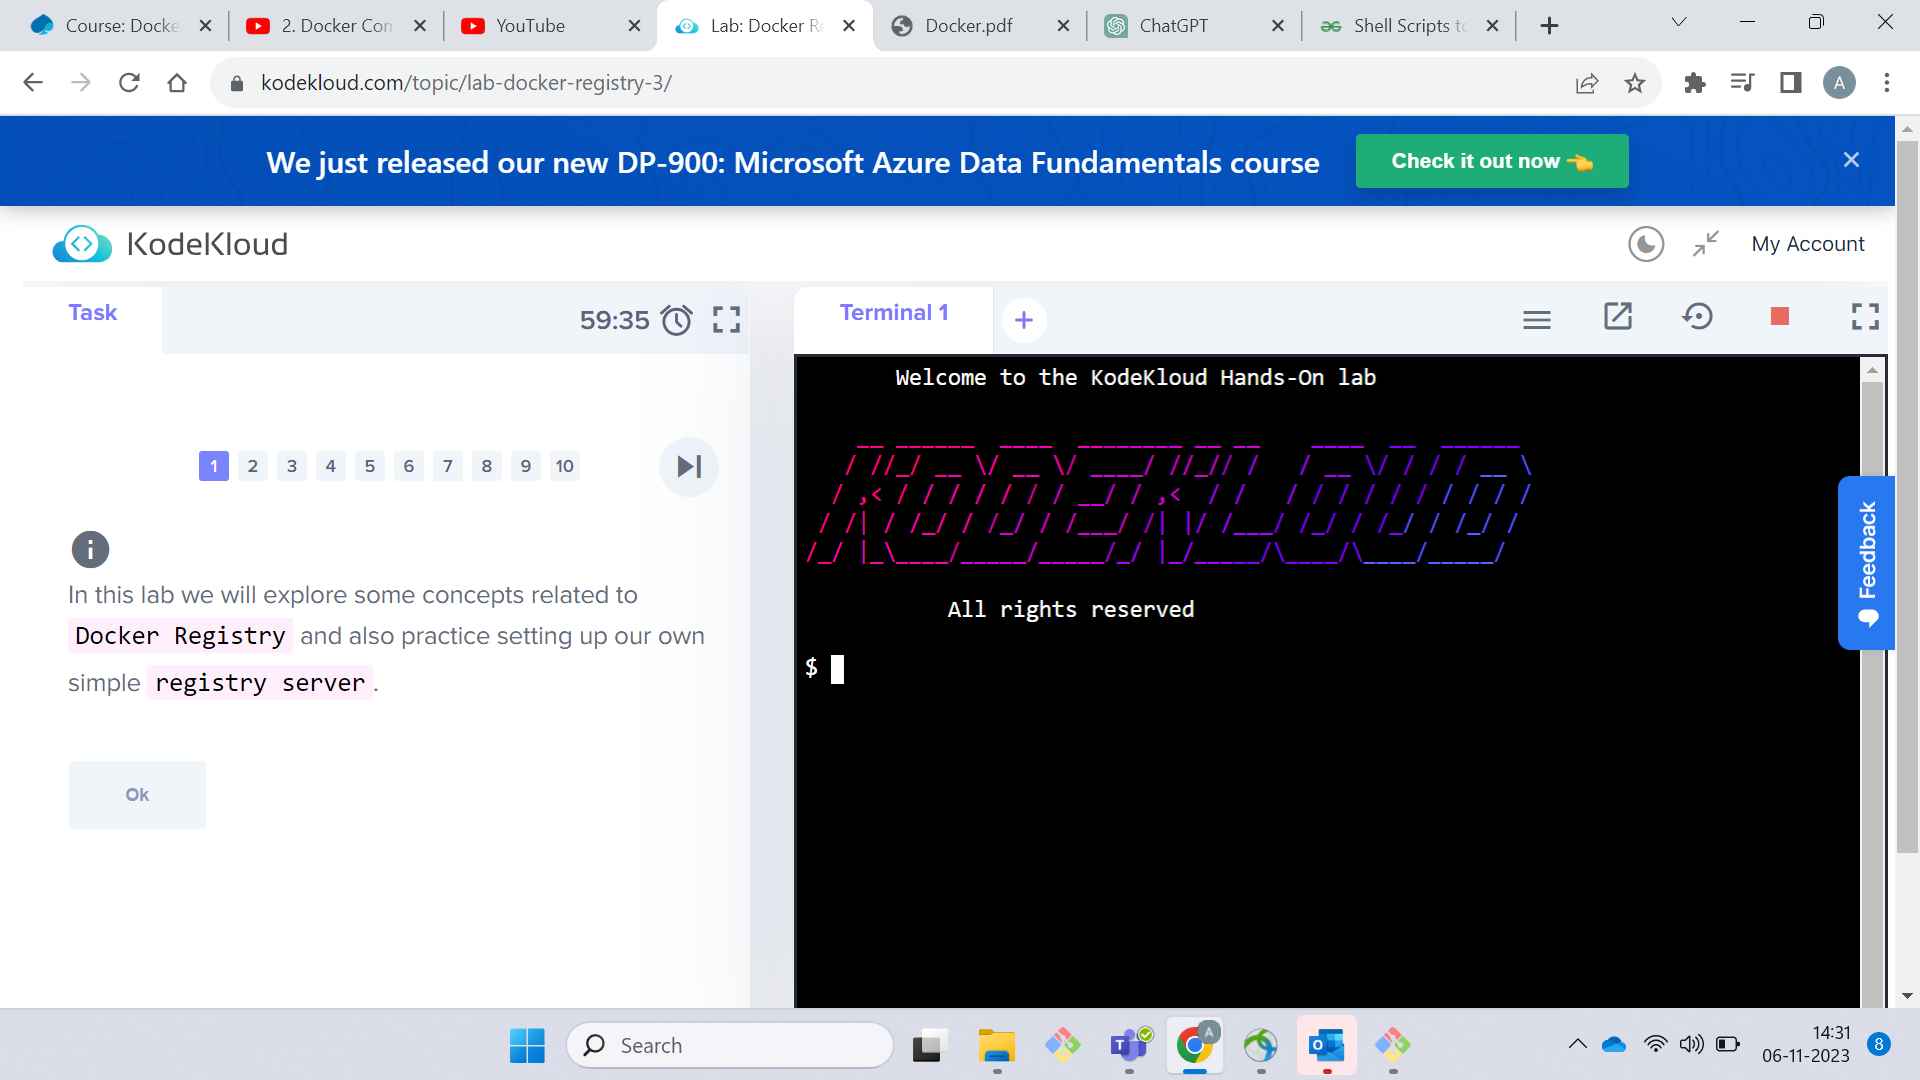 Course: Docke
2. Docker Con
YouTube
Lab: Docker Re
Docker.pdf
ChatGPT
Shell Scripts to
kodekloud.com/topic/lab-docker-registry-3/
A
We just released our new DP-900: Microsoft Azure Data Fundamentals course
Check it out now
KodeKloud
My Account
Task
59:35
Terminal 1
1 2 3 4 5 6 7 8 9 10
In this lab we will explore some concepts related to
Docker Registry and also practice setting up our own
simple registry server .
Ok
Welcome to the KodeKloud Hands-On lab
KODEKLOUD
All rights reserved
$
Feedback
Search
14:31
06-11-2023
8